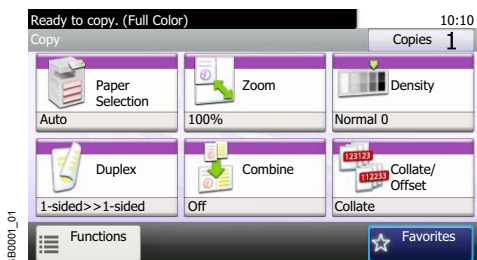 Ready to copy. (Full Color) 10:10
Copy Copies 1
Paper
Selection
Zoom
Density
Auto
100%
Normal 0
Duplex
Combine
123123
112233
Collate/
Offset
1-sided>>1-sided
Off
Collate
Functions
Favorites
B0001_01